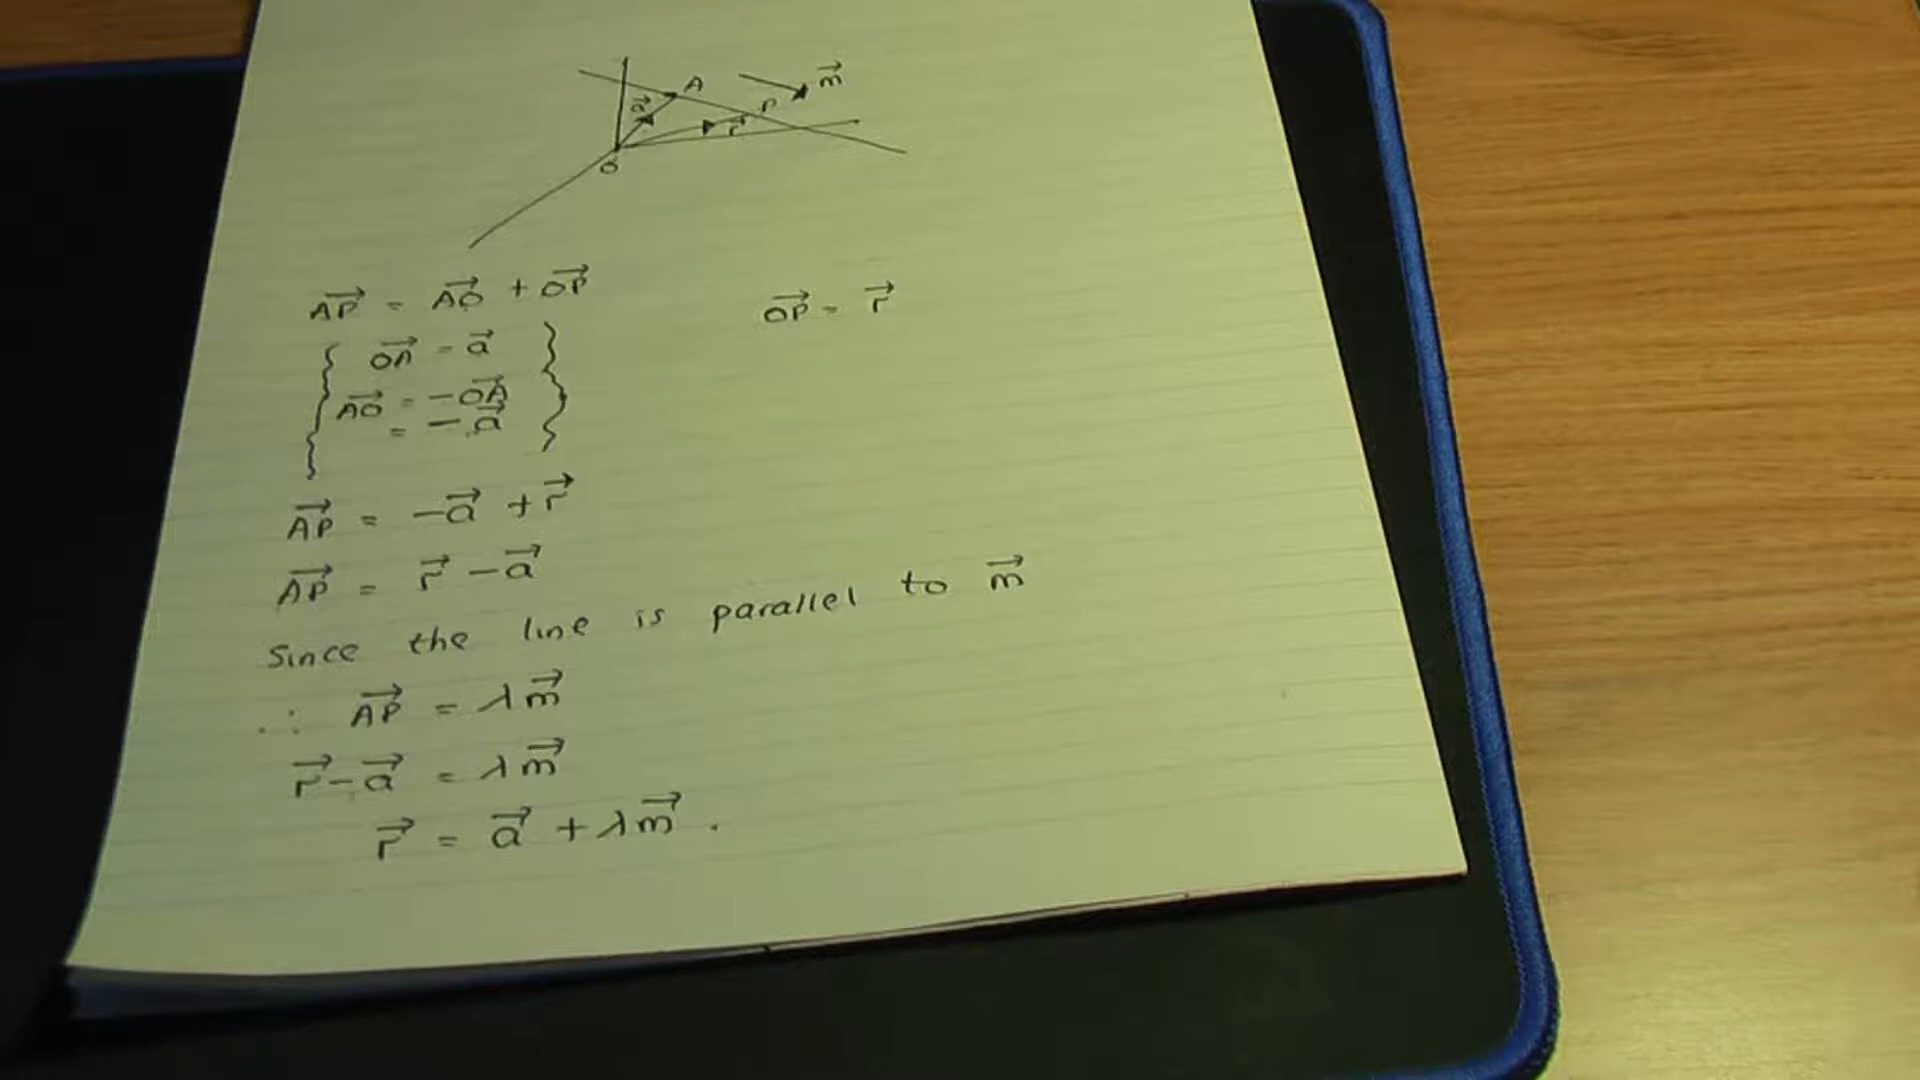 A
m⃗
a⃗
P
r⃗
O
AP⃗ = AO⃗ + OP⃗
OP⃗ = r⃗
OA⃗ = a⃗
AO⃗ = -OA⃗
= -a⃗
AP⃗ = -a⃗ + r⃗
AP⃗ = r⃗ - a⃗
Since the line is parallel to m⃗
∴ AP⃗ = λm⃗
r⃗ - a⃗ = λm⃗
r⃗ = a⃗ + λm⃗ .